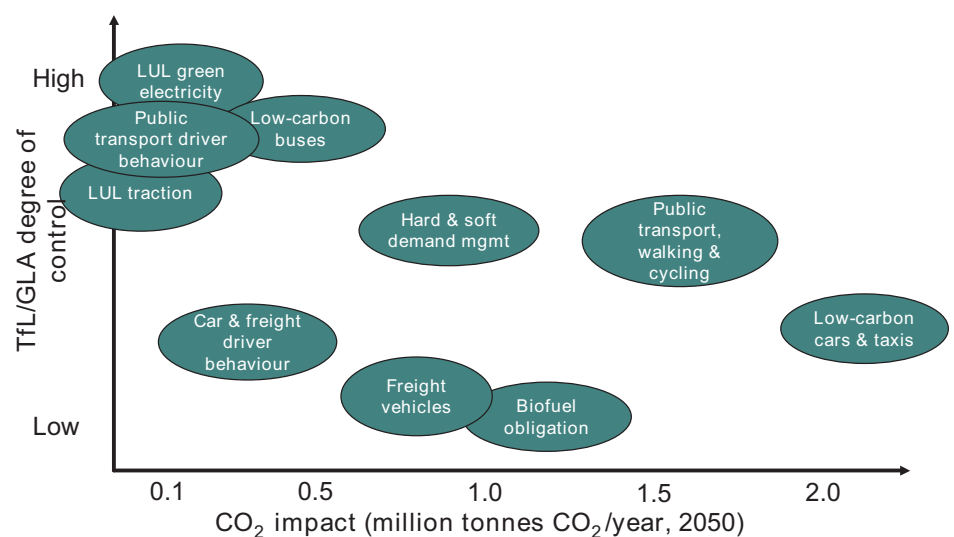 High
LUL green
electricity
Public
transport driver
behaviour
Low-carbon
buses
LUL traction
TfL/GLA degree of
control
Hard & soft
demand mgmt
Public
transport,
walking &
cycling
Car & freight
driver
behaviour
Low-carbon
cars & taxis
Freight
vehicles
Biofuel
obligation
Low
0.1 0.5 1.0 1.5 2.0
CO₂ impact (million tonnes CO₂/year, 2050)